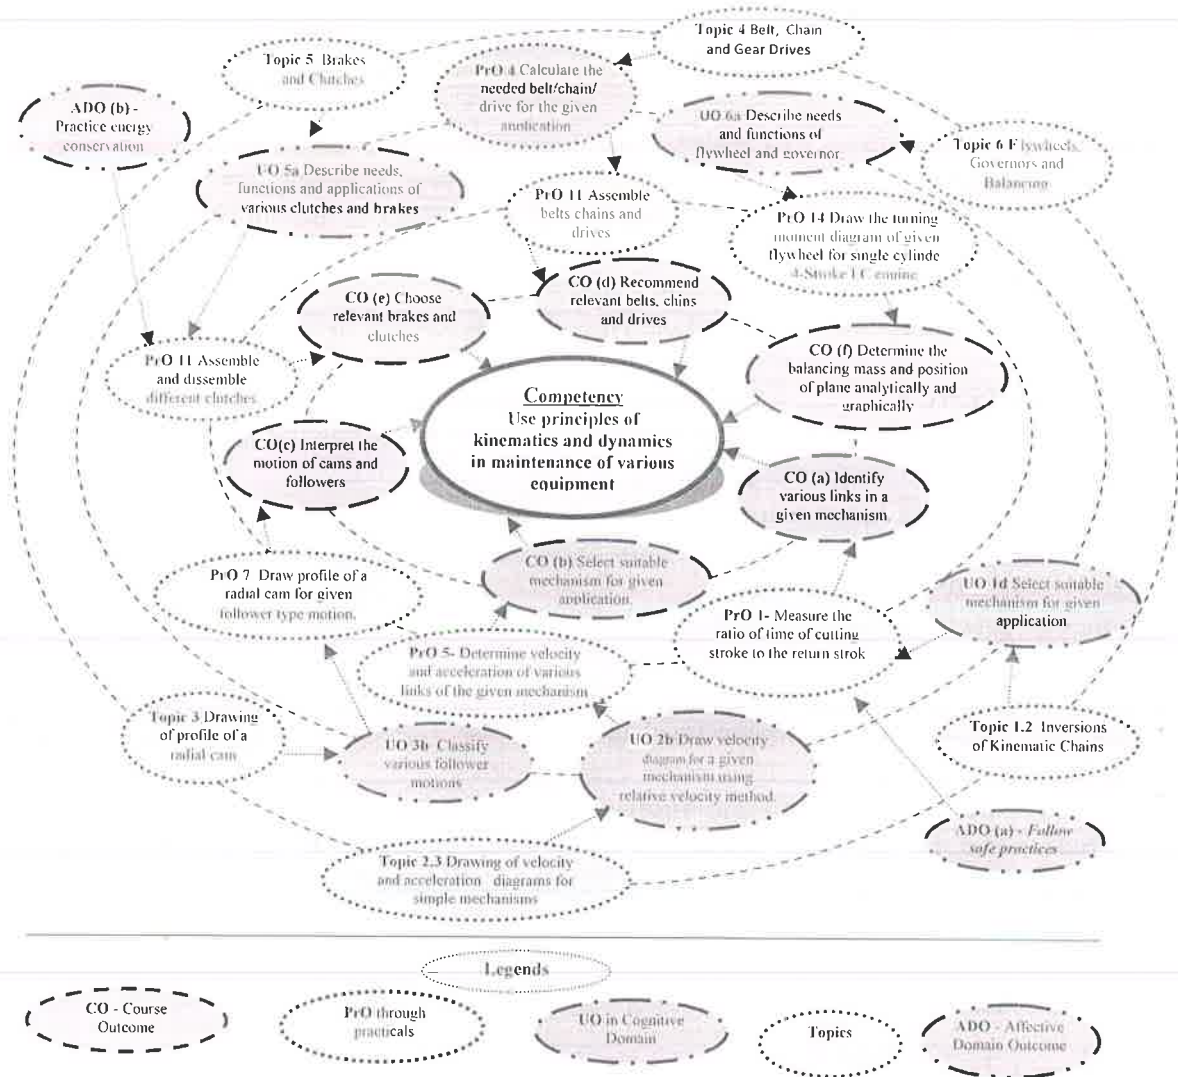 Topic 4 Belt, Chain
and Gear Drives
Topic 5 Brakes
and Clutches
PrO 4 Calculate the
needed belt/chain/
drive for the given
application
ADO (b) -
Practice energy
conservation
UO 6a Describe needs
and functions of
flywheel and governor
Topic 6 Flywheels,
Governors and
Balancing
UO 5a Describe needs,
functions and applications of
various clutches and brakes
PrO 11 Assemble
belts chains and
drives
PrO 14 Draw the turning
moment diagram of given
flywheel for single cylinde
4-Stroke I C engine
CO (e) Choose
relevant brakes and
clutches
CO (d) Recommend
relevant belts, chins
and drives
CO (f) Determine the
balancing mass and position
of plane analytically and
graphically
PrO 11 Assemble
and dissemble
different clutches
Competency
Use principles of
kinematics and dynamics
in maintenance of various
equipment
CO(c) Interpret the
motion of cams and
followers
CO (a) Identify
various links in a
given mechanism
CO (b) Select suitable
mechanism for given
application.
PrO 7 Draw profile of a
radial cam for given
follower type motion.
UO 1d Select suitable
mechanism for given
application
PrO 1- Measure the
ratio of time of cutting
stroke to the return strok
PrO 5- Determine velocity
and acceleration of various
links of the given mechanism
Topic 3 Drawing
of profile of a
radial cam
UO 3b Classify
various follower
motions
UO 2b Draw velocity
diagram for a given
mechanism using
relative velocity method.
Topic 1.2 Inversions
of Kinematic Chains
ADO (a) - Follow
safe practices
Topic 2.3 Drawing of velocity
and acceleration diagrams for
simple mechanisms
Legends
CO - Course
Outcome
PrO through
practicals
UO in Cognitive
Domain
Topics
ADO - Affective
Domain Outcome